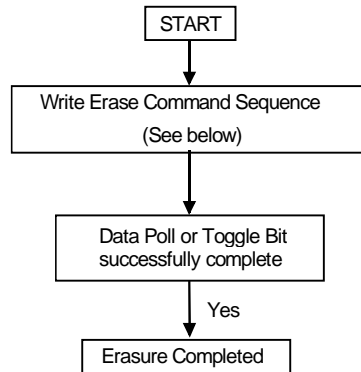 START
Write Erase Command Sequence
(See below)
Data Poll or Toggle Bit
successfully complete
Yes
Erasure Completed